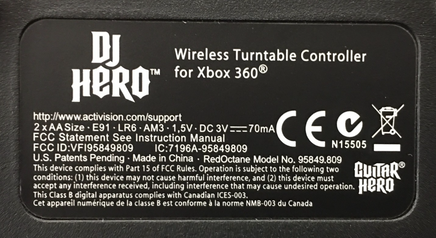 DJ HERO™
Wireless Turntable Controller
for Xbox 360®
http://www.activision.com/support
2 x AA Size · E91 · LR6 · AM3 · 1,5V · DC 3V 70mA
FCC Statement See Instruction Manual
FCC ID:VFI95849809 IC:7196A-95849809
U.S. Patents Pending · Made in China · RedOctane Model No. 95849.809
CE
N15505
This device complies with Part 15 of FCC Rules. Operation is subject to the following two
conditions: (1) this device may not cause harmful interference, and (2) this device must
accept any interference received, including interference that may cause undesired operation.
This Class B digital apparatus complies with Canadian ICES-003.
Cet appareil numérique de la classe B est conforme à la norme NMB-003 du Canada
GUITAR HERO